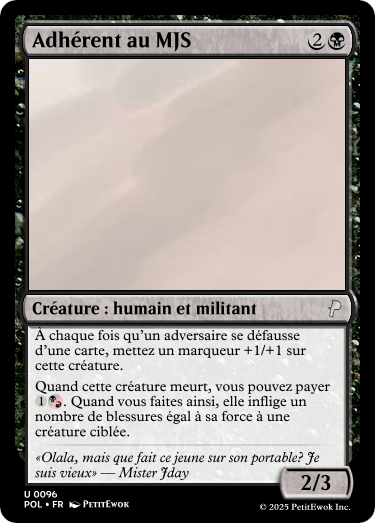 Adhérent au MJS 2
Créature : humain et militant
À chaque fois qu'un adversaire se défausse
d'une carte, mettez un marqueur +1/+1 sur
cette créature.
Quand cette créature meurt, vous pouvez payer
1 . Quand vous faites ainsi, elle inflige un
nombre de blessures égal à sa force à une
créature ciblée.
«Olala, mais que fait ce jeune sur son portable? Je
suis vieux» — Mister Jday
2/3
U 0096
POL • FR PetitEwok
© 2025 PetitEwok Inc.